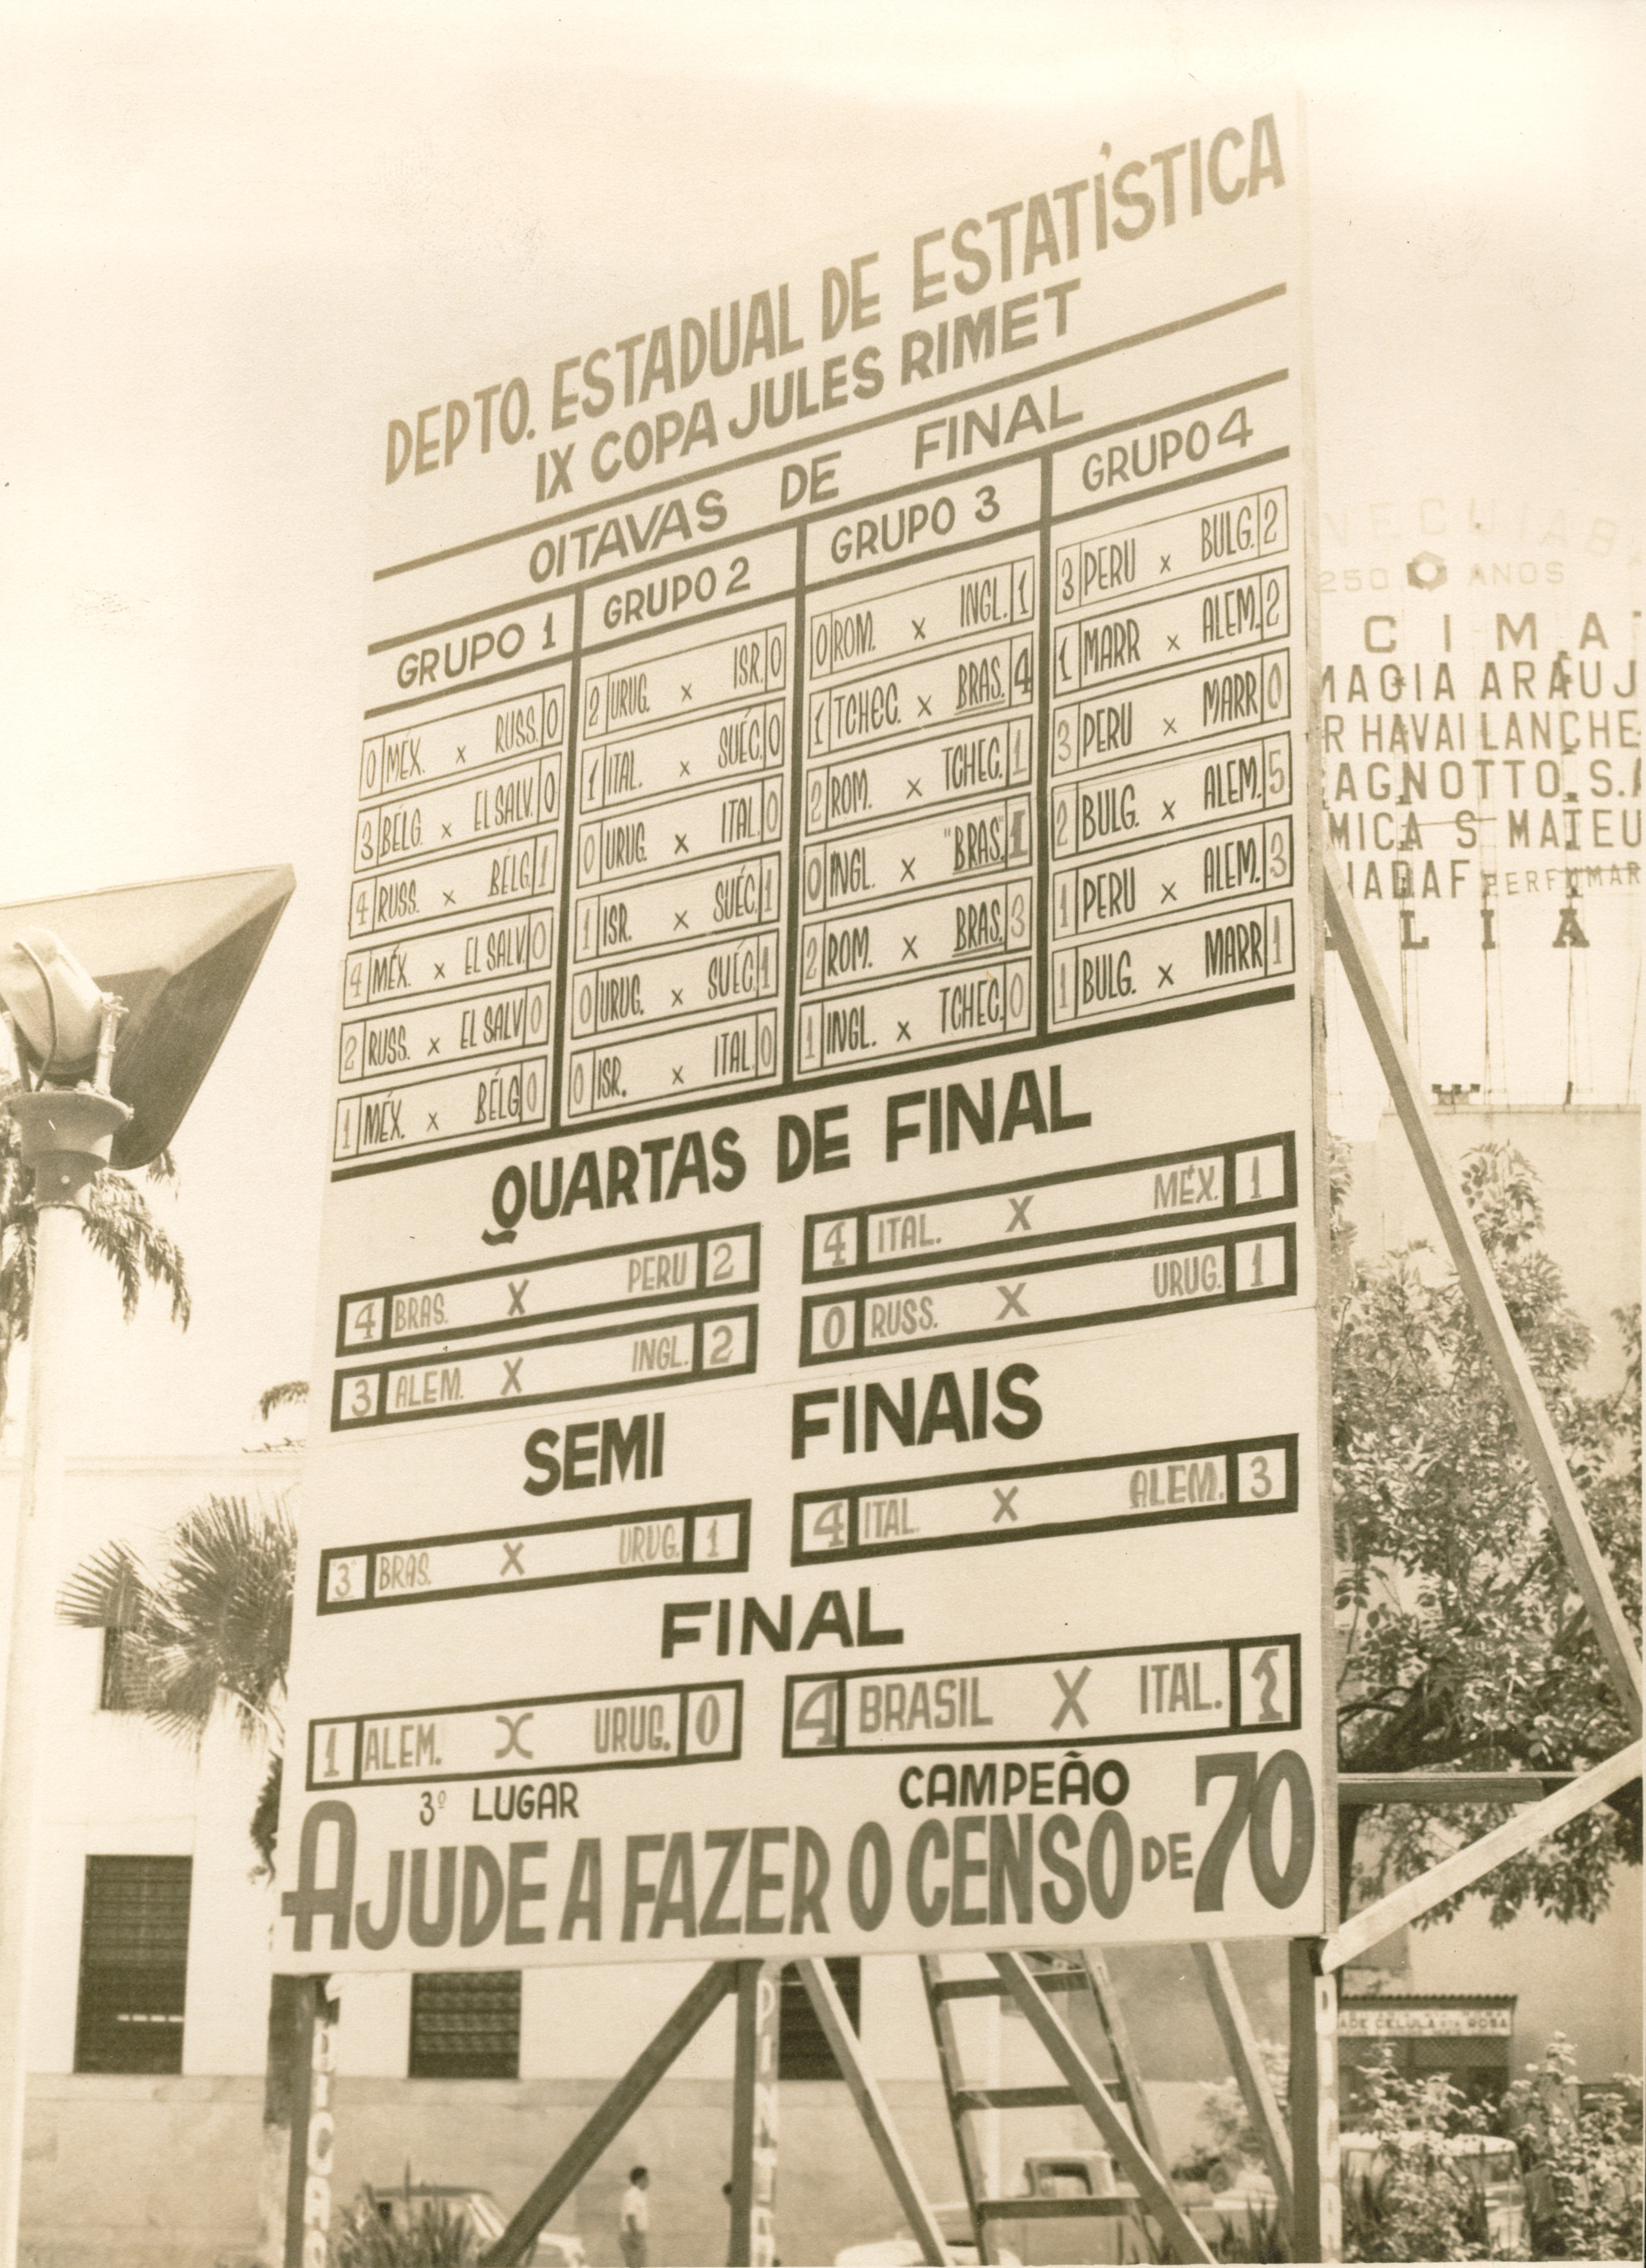 DEPTO. ESTADUAL DE ESTATÍSTICA
IX COPA JULES RIMET
OITAVAS DE FINAL
GRUPO 1
0 MÉX. x RUSS. 0
3 BÉLG. x EL SALV. 0
4 RUSS. x BÉLG. 1
4 MÉX. x EL SALV. 0
2 RUSS. x EL SALV 0
1 MÉX. x BÉLG 0
GRUPO 2
2 URUG. x ISR. 0
1 ITAL. x SUÉC. 0
0 URUG. x ITAL. 0
1 ISR. x SUÉC. 1
0 URUG. x SUÉC. 1
0 ISR. x ITAL. 0
GRUPO 3
0 ROM. x INGL. 1
1 TCHEC. x BRAS. 4
2 ROM. x TCHEC. 1
0 INGL. x "BRAS." 1
2 ROM. x BRAS. 3
1 INGL. x TCHEC. 0
GRUPO 4
3 PERU x BULG. 2
1 MARR x ALEM. 2
3 PERU x MARR 0
2 BULG. x ALEM. 5
1 PERU x ALEM. 3
1 BULG. x MARR 1
QUARTAS DE FINAL
4 BRAS. X PERU 2
4 ITAL. X MÉX. 1
3 ALEM. X INGL. 2
0 RUSS. X URUG. 1
SEMI FINAIS
3 BRAS. X URUG. 1
4 ITAL. X ALEM. 3
FINAL
1 ALEM. X URUG. 0
4 BRASIL X ITAL. 1
3º LUGAR
CAMPEÃO
AJUDE A FAZER O CENSO DE 70
250 ANOS
CIMA
MAGIA ARAUJ
R HAVAI LANCHE
AGNOTTO S.A
MICA S MATEU
PERFUMAR
LIA
ADE CELULA STA ROSA